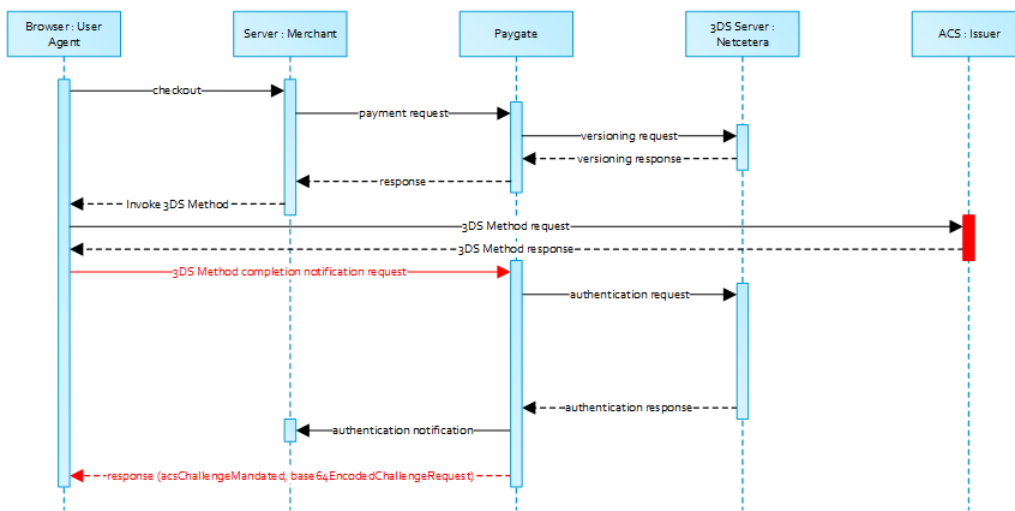 Browser : User
Agent
Server : Merchant
Paygate
3DS Server :
Netcetera
ACS : Issuer
checkout
payment request
versioning request
versioning response
response
Invoke 3DS Method
3DS Method request
3DS Method response
3DS Method completion notification request
authentication request
authentication response
authentication notification
response (acsChallengeMandated, base64EncodedChallengeRequest)